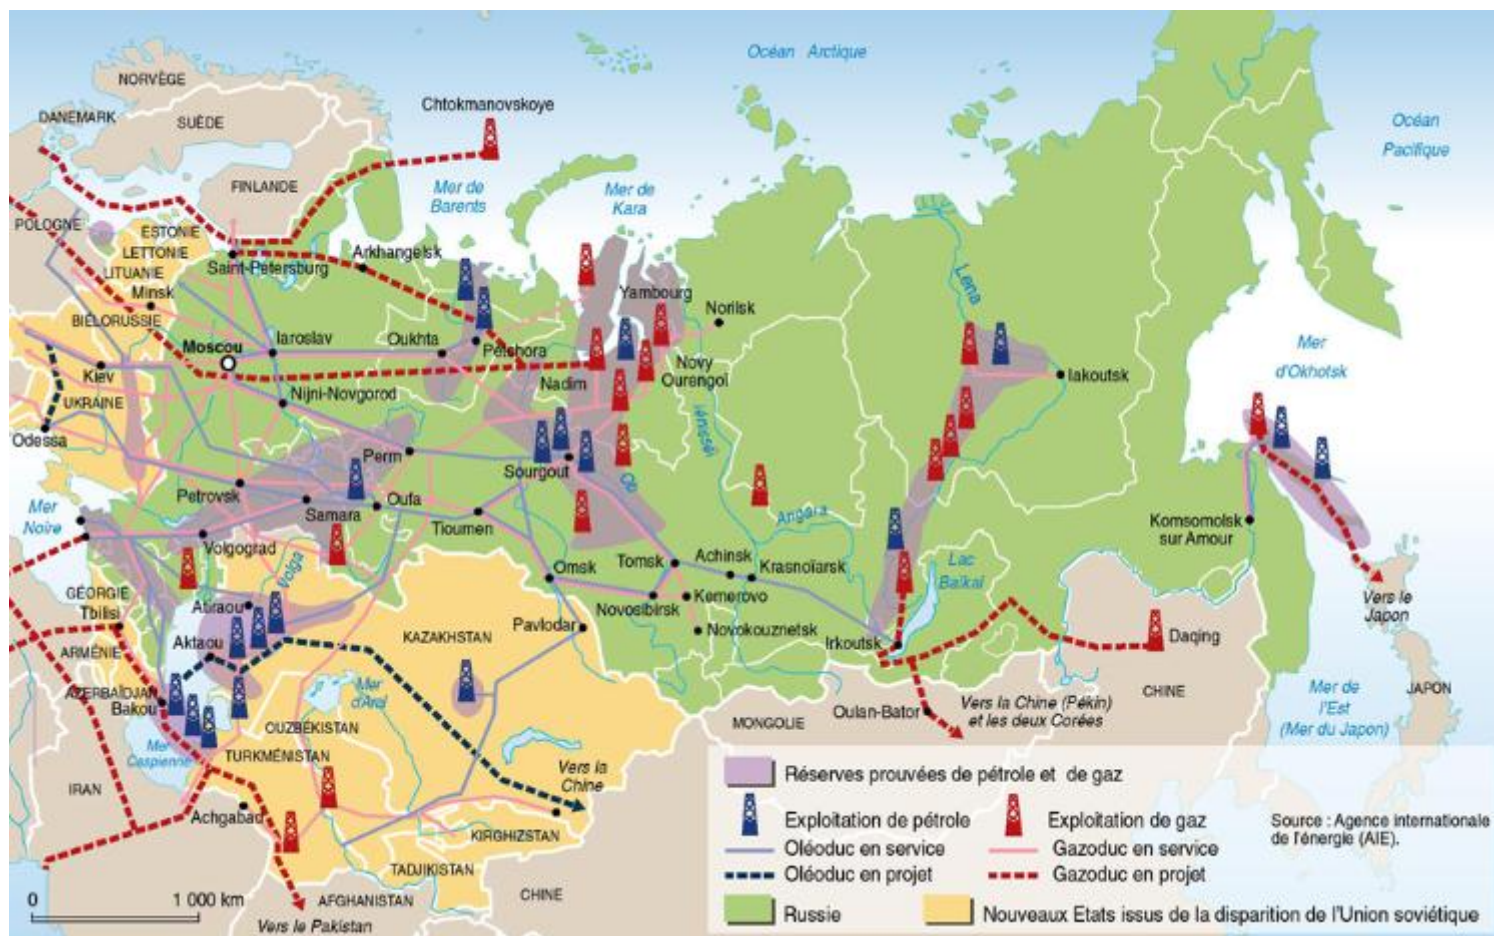 Océan Arctique
NORVÈGE
Chtokmanovskoye
DANEMARK
SUÈDE
Océan
Pacifique
FINLANDE
Mer de
Barents
Mer de
Kara
POLOGNE
ESTONIE
LETTONIE
LITUANIE
Saint-Petersburg
Arkhangelsk
Minsk
BIÉLORUSSIE
Yambourg
Norilsk
Lena
Moscou
Iaroslav
Oukhta
Petchora
Novy
Ourengoï
Nadim
Mer
d'Okhotsk
Iakoutsk
Kiev
UKRAINE
Nijni-Novgorod
Iénisséi
Odessa
Perm
Sourgout
Ob
Petrovsk
Samara
Oufa
Tioumen
Angara
Mer
Noire
Volgograd
Volga
Komsomolsk
sur Amour
Tomsk
Achinsk
Krasnoïarsk
Omsk
Lac
Baïkal
GÉORGIE
Tbilisi
Atiraou
Novosibirsk
Kemerovo
Vers le
Japon
Aktaou
KAZAKHSTAN
Pavlodar
Novokouznetsk
Irkoutsk
Daqing
ARMÉNIE
AZERBAÏDJAN
Bakou
Mer
d'Aral
Oulan-Bator
Vers la Chine (Pékin)
et les deux Corées
CHINE
Mer de
l'Est
(Mer du Japon)
JAPON
MONGOLIE
OUZBÉKISTAN
Mer
Caspienne
TURKMÉNISTAN
Vers la
Chine
IRAN
Achgabad
KIRGHIZSTAN
TADJIKISTAN
AFGHANISTAN
CHINE
Vers le Pakistan
0 1 000 km
Réserves prouvées de pétrole et de gaz
Exploitation de pétrole
Exploitation de gaz
Oléoduc en service
Gazoduc en service
Oléoduc en projet
Gazoduc en projet
Russie
Nouveaux Etats issus de la disparition de l'Union soviétique
Source : Agence internationale
de l'énergie (AIE).